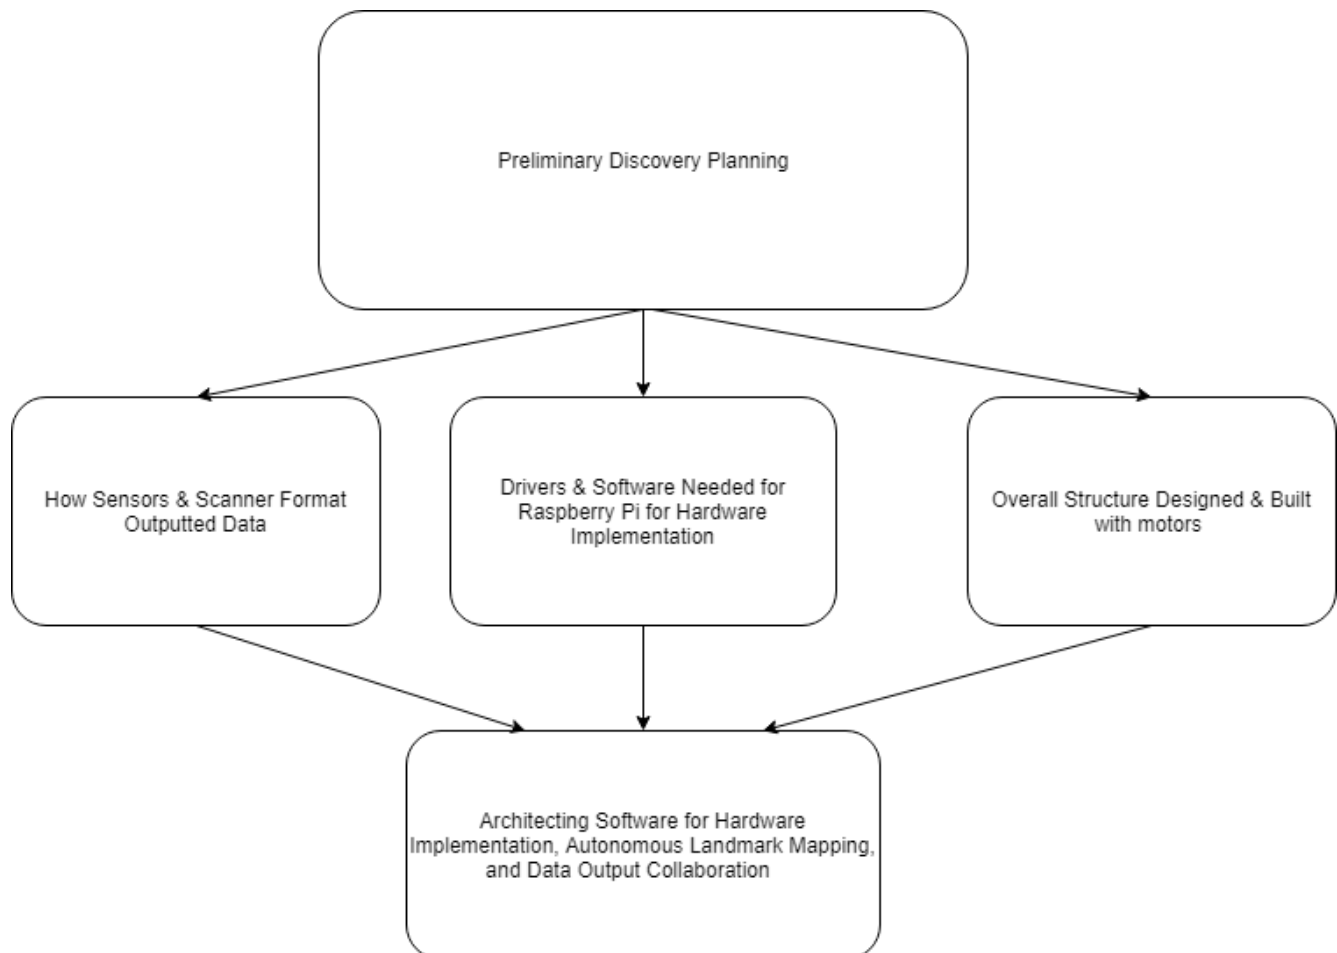 Preliminary Discovery Planning
How Sensors & Scanner Format
Outputted Data
Drivers & Software Needed for
Raspberry Pi for Hardware
Implementation
Overall Structure Designed & Built
with motors
Architecting Software for Hardware
Implementation, Autonomous Landmark Mapping,
and Data Output Collaboration